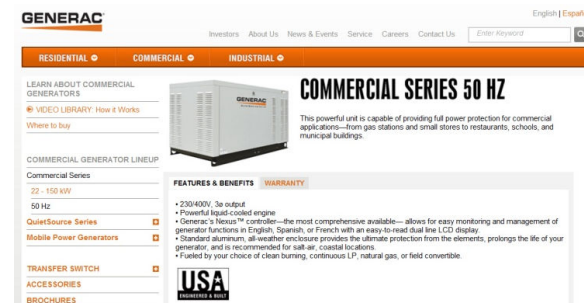 GENERAC
English | Españ
Investors About Us News & Events Service Careers Contact Us Enter Keyword
RESIDENTIAL COMMERCIAL INDUSTRIAL
LEARN ABOUT COMMERCIAL
GENERATORS
VIDEO LIBRARY: How it Works
Where to buy
COMMERCIAL GENERATOR LINEUP
Commercial Series
22 - 150 kW
50 Hz
QuietSource Series
Mobile Power Generators
TRANSFER SWITCH
ACCESSORIES
BROCHURES
GENERAC
COMMERCIAL SERIES 50 HZ
This powerful unit is capable of providing full power protection for commercial
applications—from gas stations and small stores to restaurants, schools, and
municipal buildings.
FEATURES & BENEFITS WARRANTY
• 230/400V, 3ø output
• Powerful liquid-cooled engine
• Generac's Nexus™ controller—the most comprehensive available— allows for easy monitoring and management of
generator functions in English, Spanish, or French with an easy-to-read dual line LCD display.
• Standard aluminum, all-weather enclosure provides the ultimate protection from the elements, prolongs the life of your
generator, and is recommended for salt-air, coastal locations.
• Fueled by your choice of clean burning, continuous LP, natural gas, or field convertible.
USA
ENGINEERED & BUILT